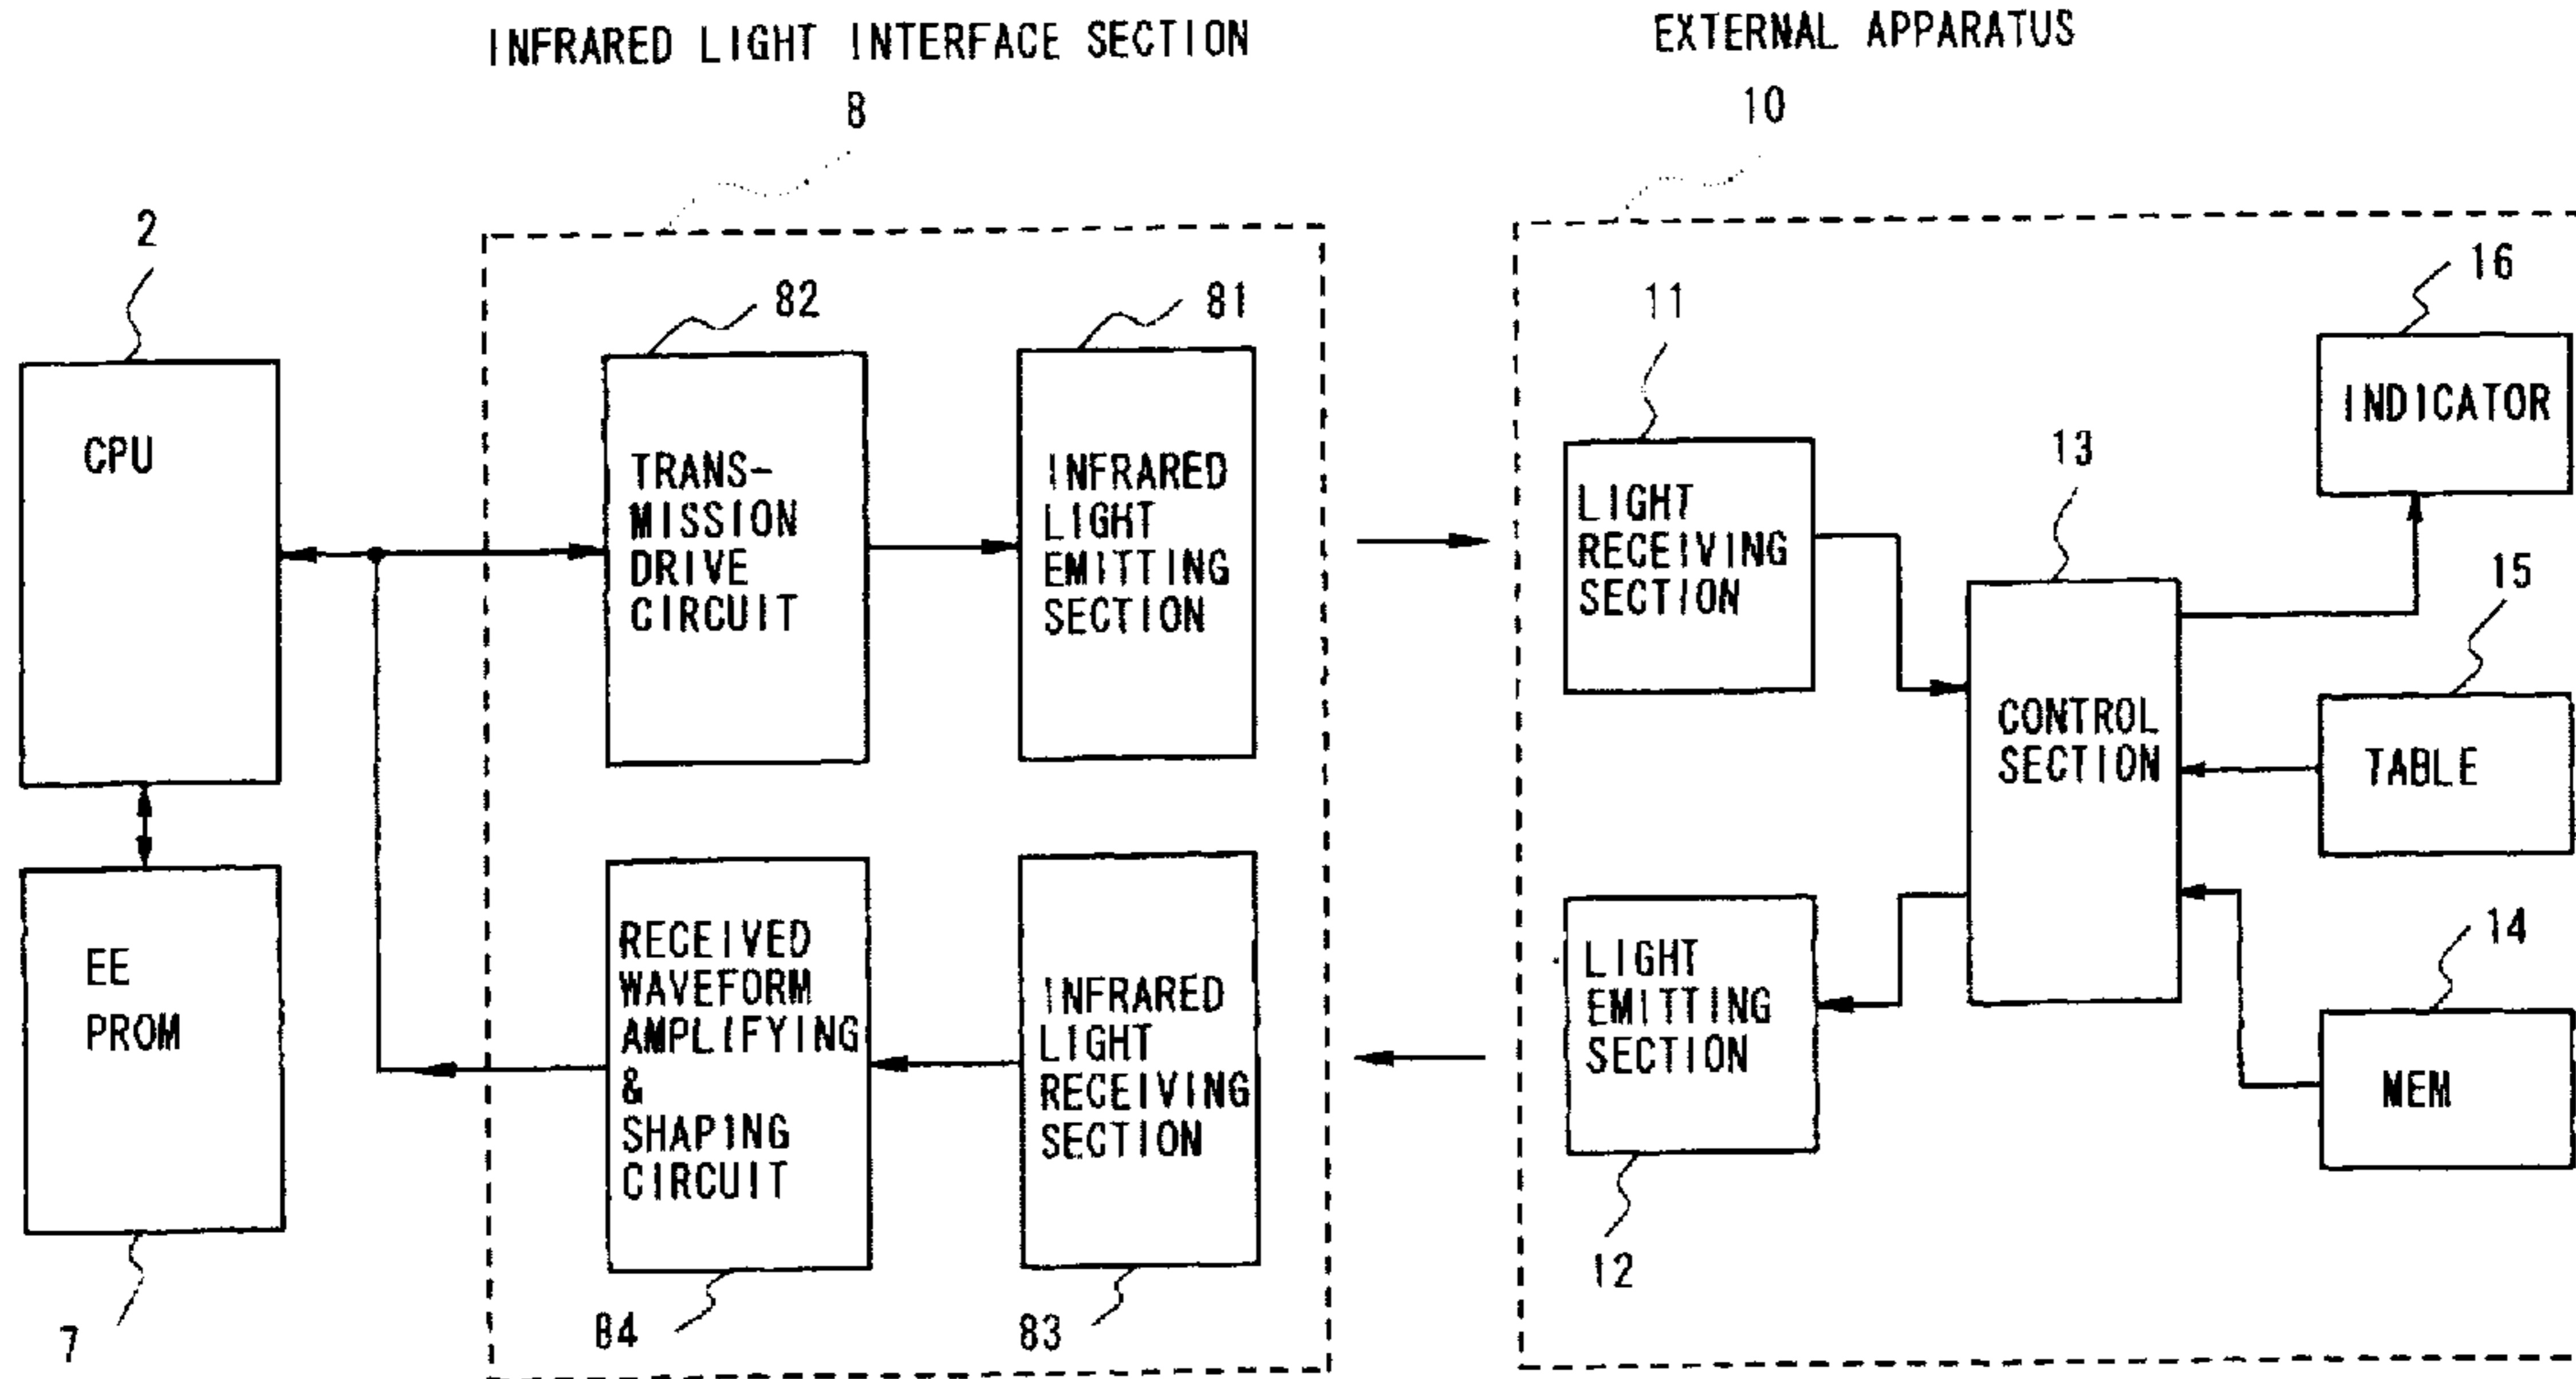 INFRARED LIGHT INTERFACE SECTION
8
EXTERNAL APPARATUS
10
2
CPU
EE
PROM
7
82
TRANS-
MISSION
DRIVE
CIRCUIT
81
INFRARED
LIGHT
EMITTING
SECTION
RECEIVED
WAVEFORM
AMPLIFYING
&
SHAPING
CIRCUIT
84
INFRARED
LIGHT
RECEIVING
SECTION
83
11
LIGHT
RECEIVING
SECTION
LIGHT
EMITTING
SECTION
12
13
CONTROL
SECTION
16
INDICATOR
15
TABLE
14
MEM